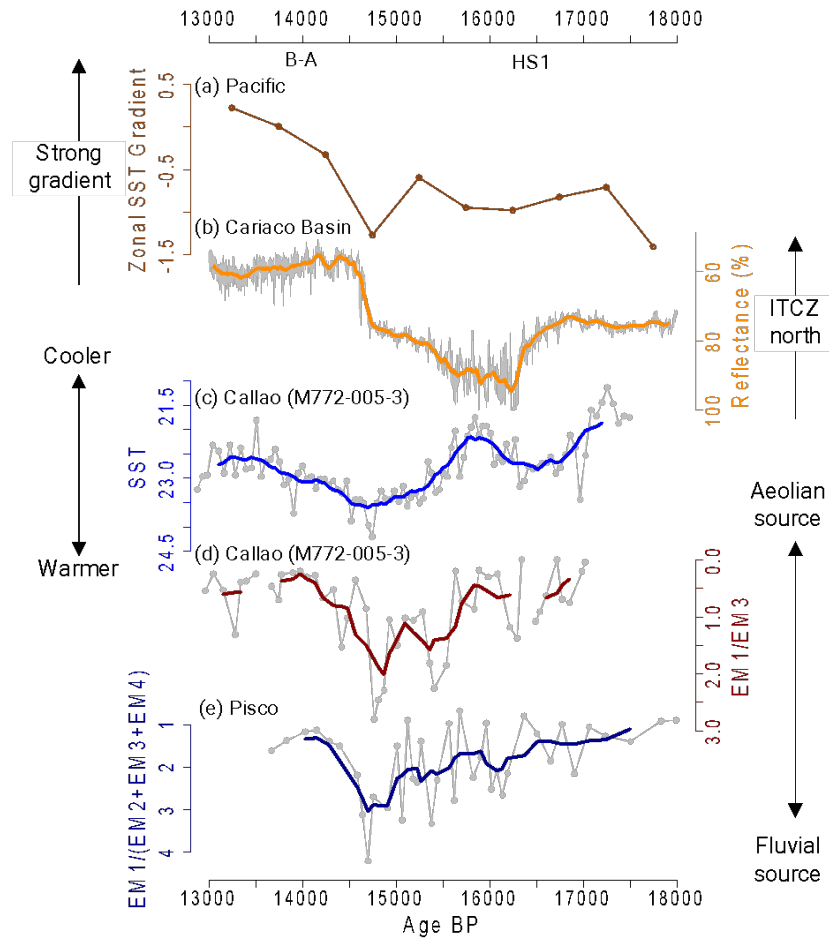 13000 14000 15000 16000 17000 18000
B-A HS1
(a) Pacific
0.5
-0.5
-1.5
Zonal SST Gradient
Strong
gradient
(b) Cariaco Basin
60
80
100
Reflectance (%)
ITCZ
north
Cooler
(c) Callao (M772-005-3)
21.5
23.0
24.5
SST
Aeolian
source
Warmer
(d) Callao (M772-005-3)
0.0
1.0
2.0
3.0
EM1/EM3
(e) Pisco
1
2
3
4
EM1/(EM2+EM3+EM4)
Fluvial
source
13000 14000 15000 16000 17000 18000
Age BP